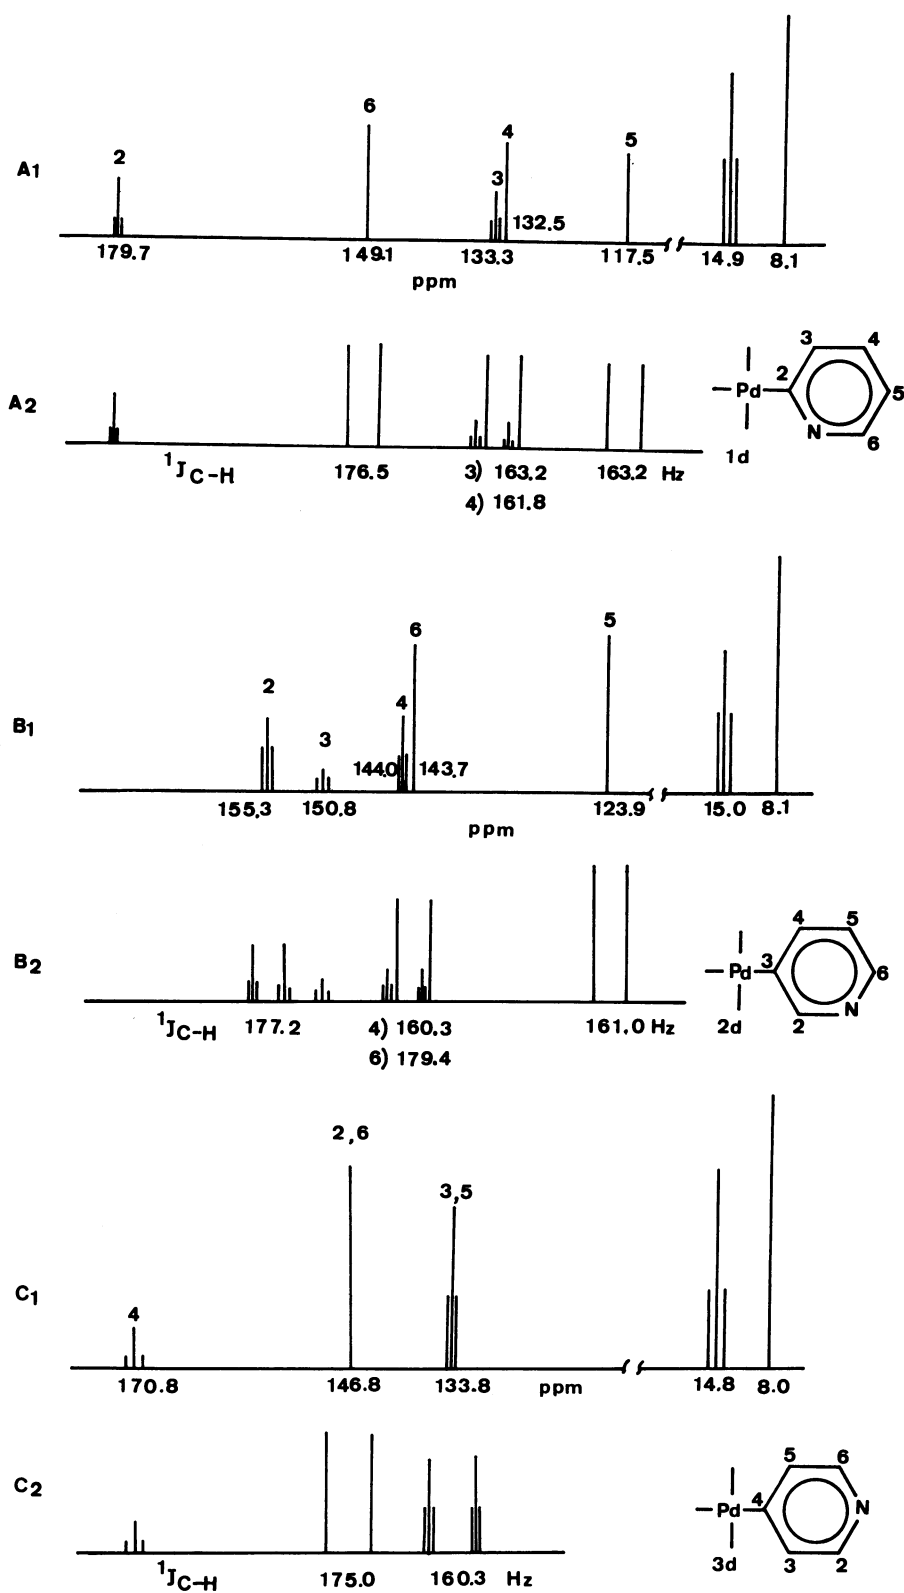 A1
2
6
3
4
5
132.5
179.7
149.1
133.3
117.5
14.9
8.1
ppm
A2
3
4
2
Pd
5
N
6
1d
1JC-H
176.5
3) 163.2
163.2 Hz
4) 161.8
B1
2
3
4
6
5
144.0
143.7
155.3
150.8
123.9
15.0
8.1
ppm
B2
4
5
3
Pd
6
N
2
2d
1JC-H
177.2
4) 160.3
161.0 Hz
6) 179.4
C1
4
2,6
3,5
170.8
146.8
133.8
ppm
14.8
8.0
C2
5
6
4
Pd
N
3
2
3d
1JC-H
175.0
160.3
Hz